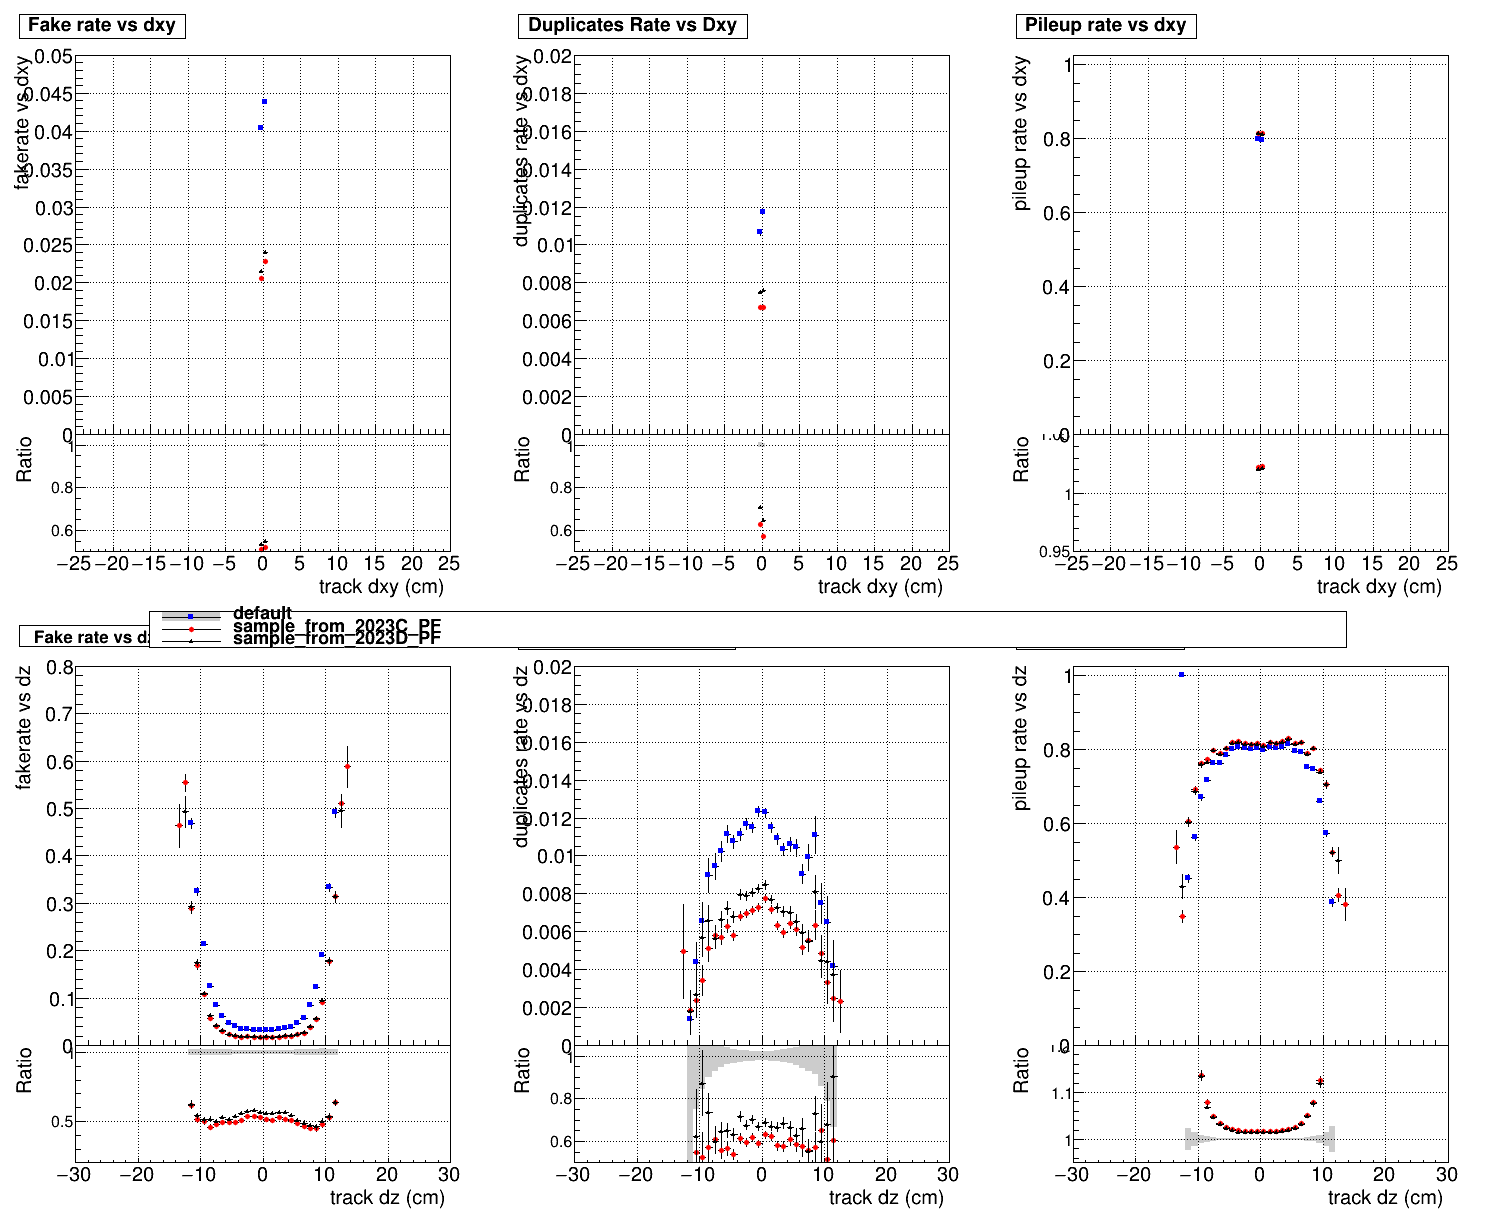 Fake rate vs dxy
Duplicates Rate vs Dxy
Pileup rate vs dxy
fakerate vs dxy
0.05
0.045
0.04
0.035
0.03
0.025
0.02
0.015
0.01
0.005
0
Ratio
1
0.8
0.6
−25 −20 −15 −10 −5 0 5 10 15 20 25
track dxy (cm)
duplicates rate vs dxy
0.02
0.018
0.016
0.014
0.012
0.01
0.008
0.006
0.004
0.002
0
Ratio
1
0.8
0.6
−25 −20 −15 −10 −5 0 5 10 15 20 25
track dxy (cm)
pileup rate vs dxy
1
0.8
0.6
0.4
0.2
0
Ratio
1
0.95
−25 −20 −15 −10 −5 0 5 10 15 20 25
track dxy (cm)
default
sample_from_2023C_PF
sample_from_2023D_PF
Fake rate vs
fakerate vs dz
0.8
0.7
0.6
0.5
0.4
0.3
0.2
0.1
0
Ratio
1
0.5
−30 −20 −10 0 10 20 30
track dz (cm)
duplicates rate vs dz
0.02
0.018
0.016
0.014
0.012
0.01
0.008
0.006
0.004
0.002
0
Ratio
1
0.8
0.6
−30 −20 −10 0 10 20 30
track dz (cm)
pileup rate vs dz
1
0.8
0.6
0.4
0.2
0
Ratio
1.1
1
−30 −20 −10 0 10 20 30
track dz (cm)